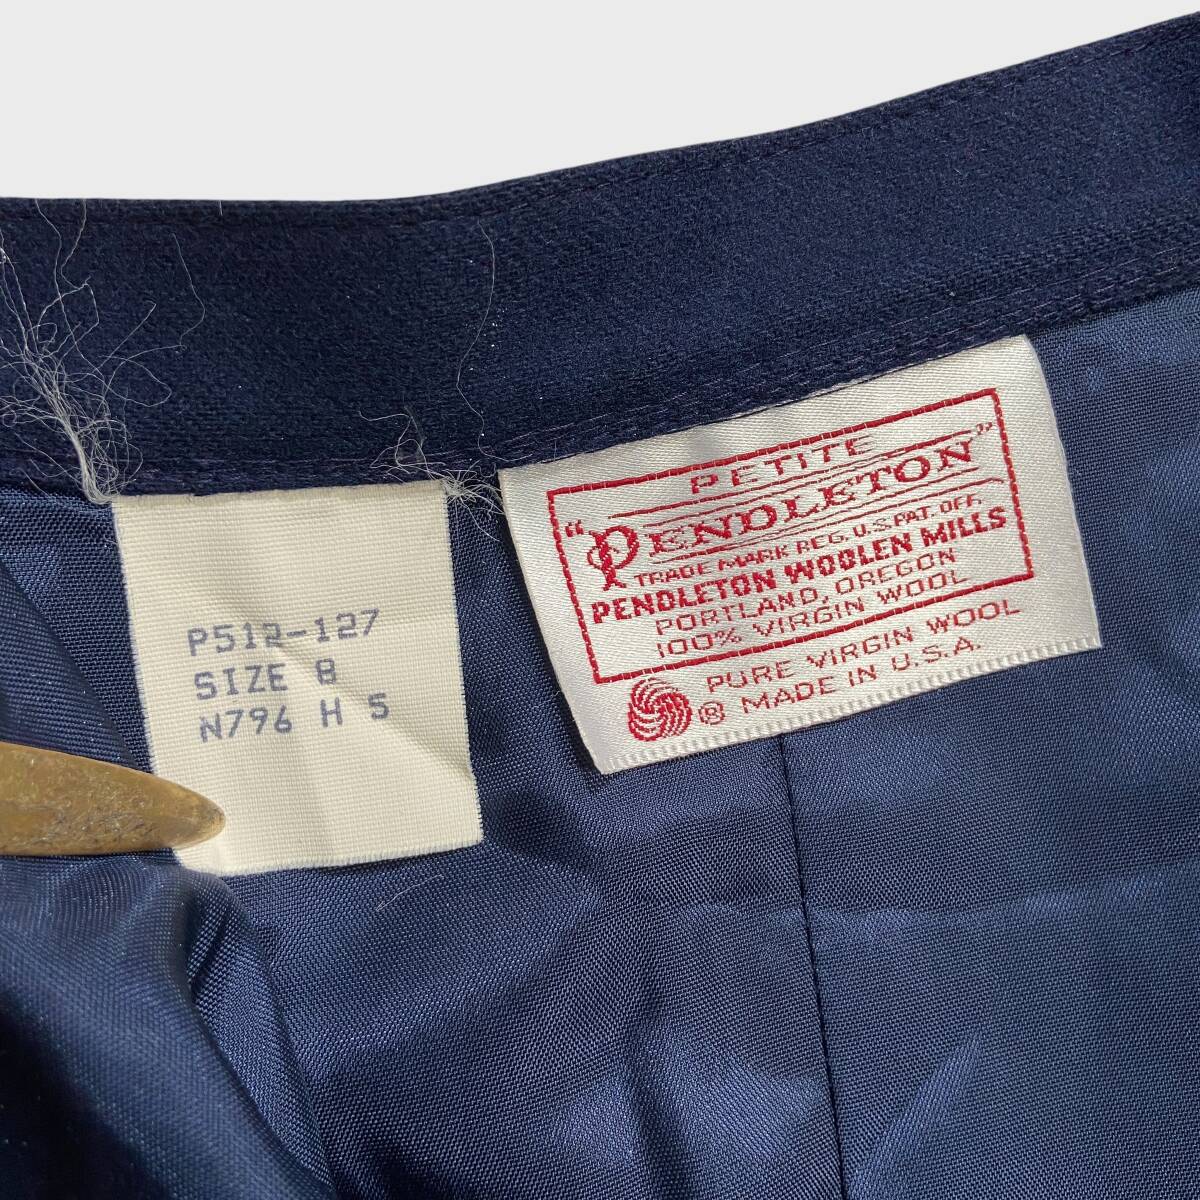 P512-127
SIZE 8
N796 H 5
PETITE
"PENDLETON"
TRADE MARK REG. U.S. PAT. OFF.
PENDLETON WOOLEN MILLS
PORTLAND, OREGON
100% VIRGIN WOOL
PURE VIRGIN WOOL
® MADE IN U.S.A.